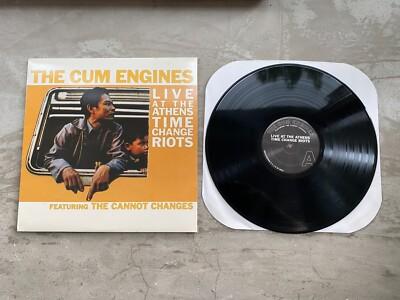 THE CUM ENGINES
LIVE
AT THE
ATHENS
TIME
CHANGE
RIOTS
FEATURING THE CANNOT CHANGES
LIVE AT THE ATHENS
TIME CHANGE RIOTS
A